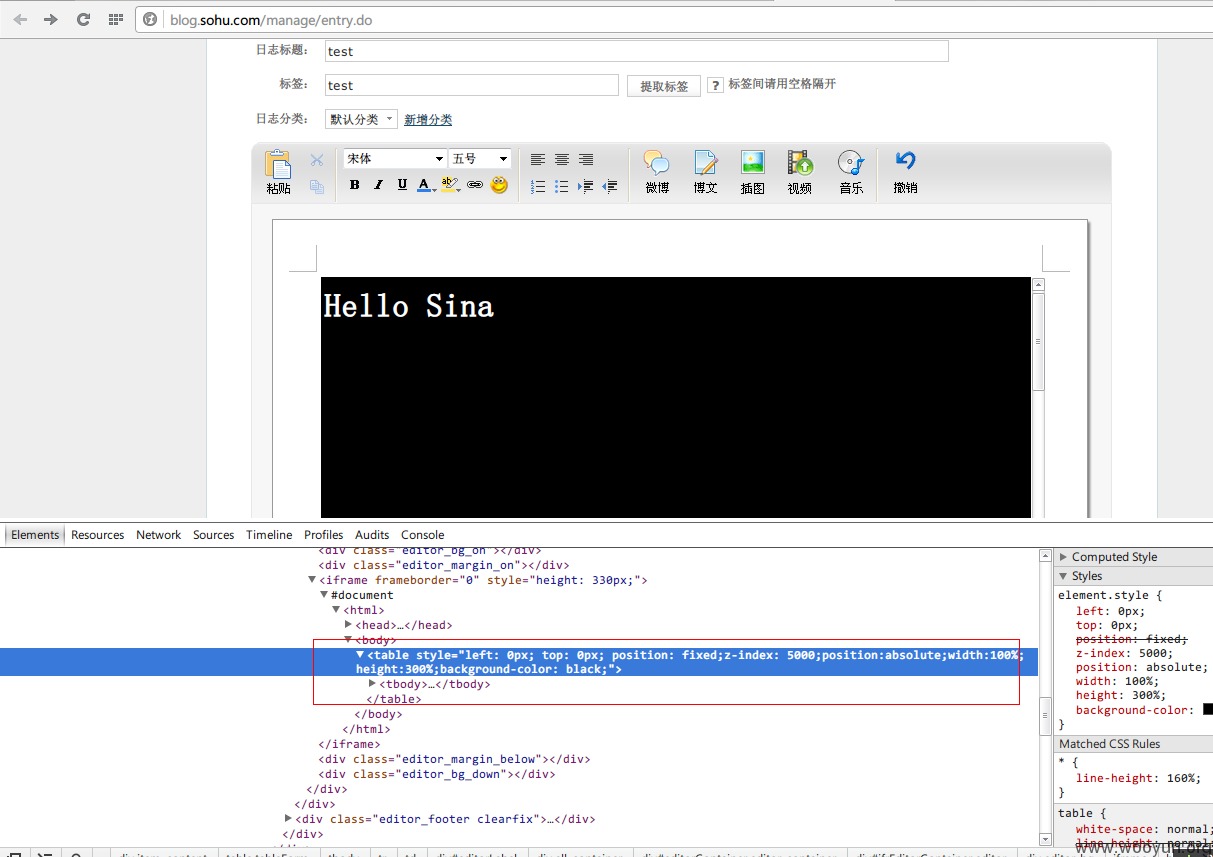 blog.sohu.com/manage/entry.do
日志标题： test
标签： test 提取标签 ? 标签间请用空格隔开
日志分类： 默认分类 新增分类
宋体 五号
粘贴 B I U A ab 微博 博文 插图 视频 音乐 撤销
Hello Sina
Elements Resources Network Sources Timeline Profiles Audits Console
<div class="editor_bg_on"></div>
<div class="editor_margin_on"></div>
<iframe frameborder="0" style="height: 330px;">
#document
<html>
<head>…</head>
<body>
<table style="left: 0px; top: 0px; position: fixed;z-index: 5000;position:absolute;width:100%;
height:300%;background-color: black;">
<tbody>…</tbody>
</table>
</body>
</html>
</iframe>
<div class="editor_margin_below"></div>
<div class="editor_bg_down"></div>
</div>
</div>
<div class="editor_footer clearfix">…</div>
</div>
Computed Style
Styles
element.style {
left: 0px;
top: 0px;
position: fixed;
z-index: 5000;
position: absolute;
width: 100%;
height: 300%;
background-color:
}
Matched CSS Rules
* {
line-height: 160%;
}
table {
white-space: normal;
line-height: normal;
www.wooyun.org